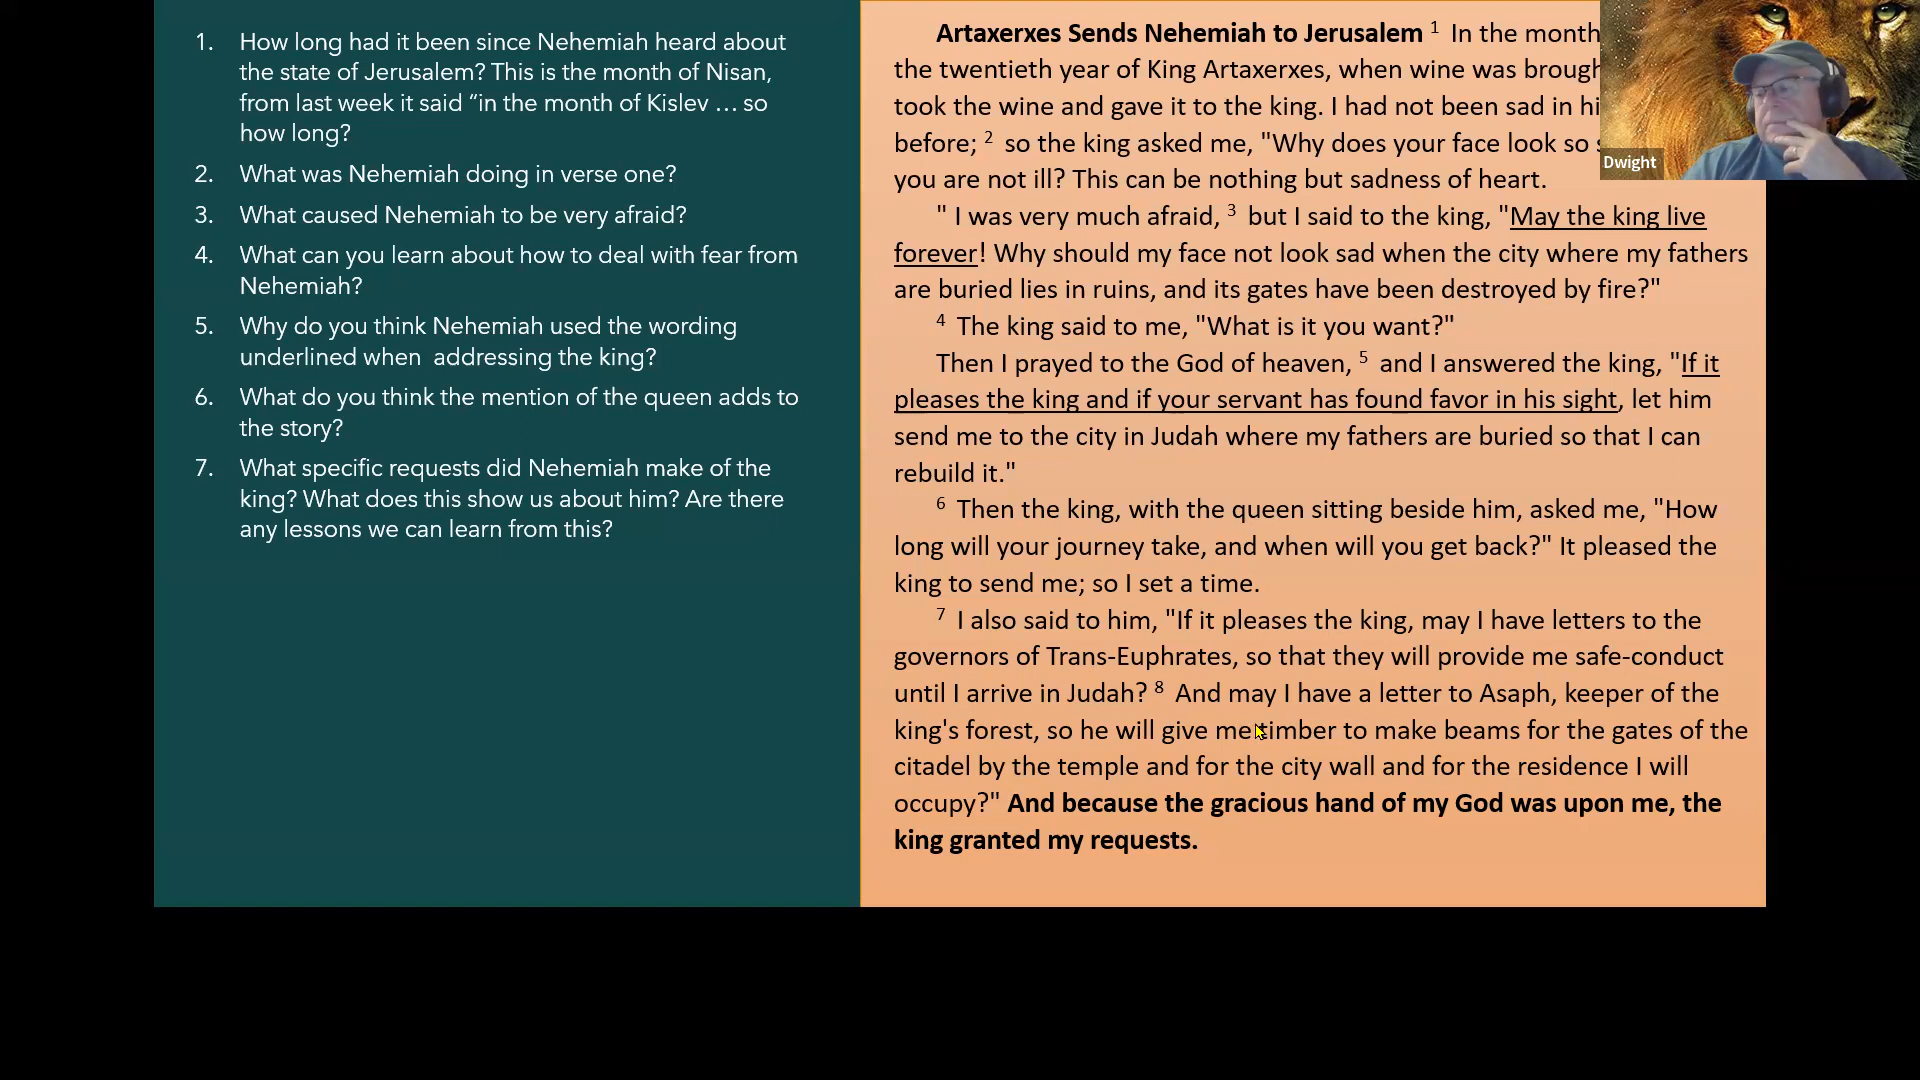 1. How long had it been since Nehemiah heard about
the state of Jerusalem? This is the month of Nisan,
from last week it said “in the month of Kislev ... so
how long?
2. What was Nehemiah doing in verse one?
3. What caused Nehemiah to be very afraid?
4. What can you learn about how to deal with fear from
Nehemiah?
5. Why do you think Nehemiah used the wording
underlined when addressing the king?
6. What do you think the mention of the queen adds to
the story?
7. What specific requests did Nehemiah make of the
king? What does this show us about him? Are there
any lessons we can learn from this?
Artaxerxes Sends Nehemiah to Jerusalem 1 In the month
the twentieth year of King Artaxerxes, when wine was
took the wine and gave it to the king. I had not been sad in
before; 2 so the king asked me, "Why does your face look so
you are not ill? This can be nothing but sadness of heart.
" I was very much afraid, 3 but I said to the king, "May the king live
forever! Why should my face not look sad when the city where my fathers
are buried lies in ruins, and its gates have been destroyed by fire?"
4 The king said to me, "What is it you want?"
Then I prayed to the God of heaven, 5 and I answered the king, "If it
pleases the king and if your servant has found favor in his sight, let him
send me to the city in Judah where my fathers are buried so that I can
rebuild it."
6 Then the king, with the queen sitting beside him, asked me, "How
long will your journey take, and when will you get back?" It pleased the
king to send me; so I set a time.
7 I also said to him, "If it pleases the king, may I have letters to the
governors of Trans-Euphrates, so that they will provide me safe-conduct
until I arrive in Judah? 8 And may I have a letter to Asaph, keeper of the
king's forest, so he will give me timber to make beams for the gates of the
citadel by the temple and for the city wall and for the residence I will
occupy?" And because the gracious hand of my God was upon me, the
king granted my requests.
Dwight